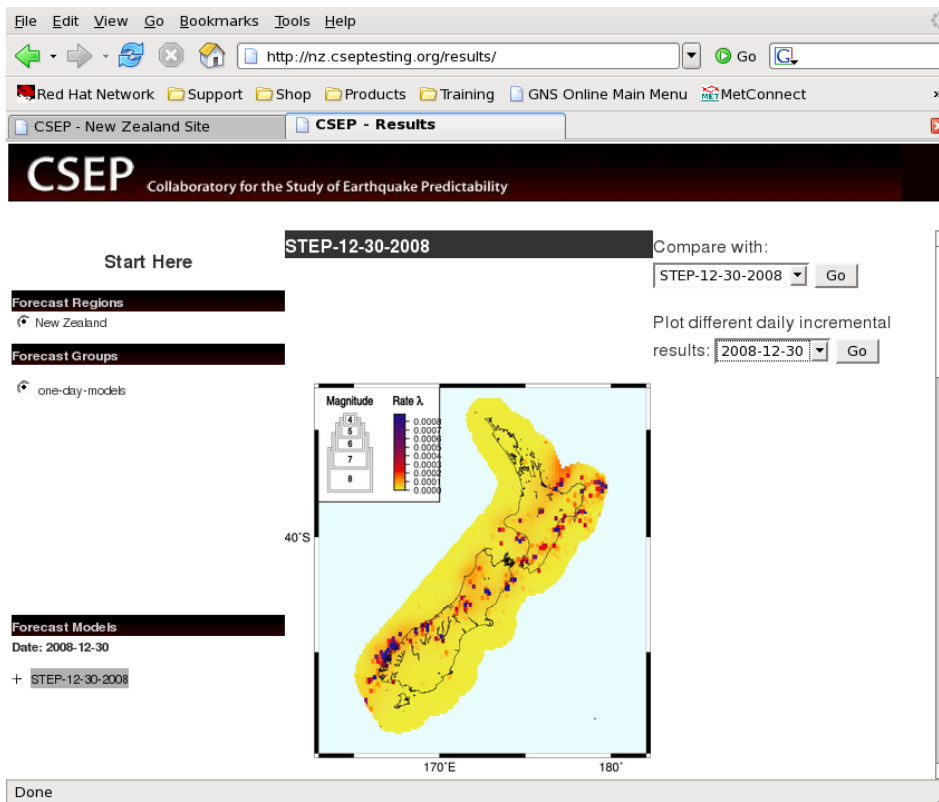 File Edit View Go Bookmarks Tools Help
http://nz.cseptesting.org/results/
Go
G
Red Hat Network Support Shop Products Training GNS Online Main Menu MET MetConnect »
CSEP - New Zealand Site CSEP - Results
CSEP Collaboratory for the Study of Earthquake Predictability
Start Here
Forecast Regions
New Zealand
Forecast Groups
one-day-models
Forecast Models
Date: 2008-12-30
+ STEP-12-30-2008
STEP-12-30-2008
Compare with:
STEP-12-30-2008 Go
Plot different daily incremental
results: 2008-12-30 Go
Magnitude Rate λ
4
5
6
7
8
0.0008
0.0007
0.0006
0.0005
0.0004
0.0003
0.0002
0.0001
0.0000
40°S
170°E 180°
Done